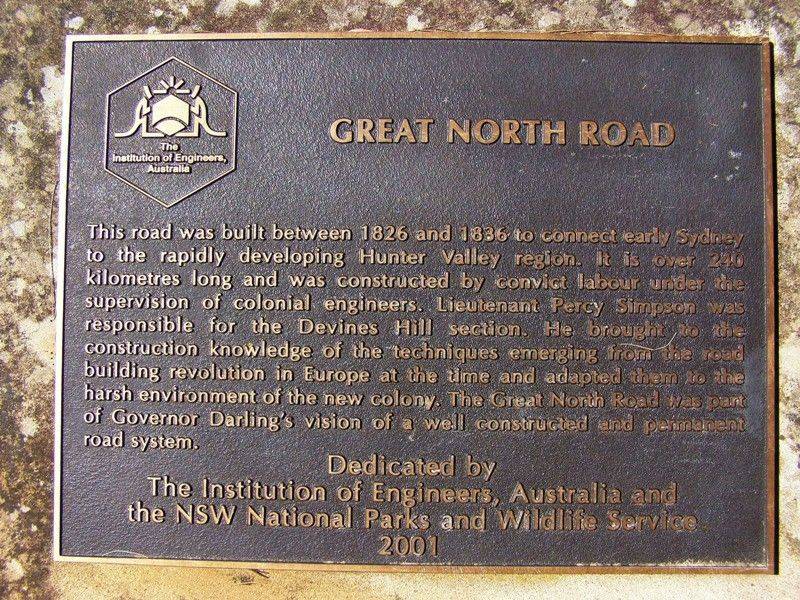 The
Institution of Engineers,
Australia
GREAT NORTH ROAD
This road was built between 1826 and 1836 to connect early Sydney
to the rapidly developing Hunter Valley region. It is over 240
kilometres long and was constructed by convict labour under the
supervision of colonial engineers. Lieutenant Percy Simpson was
responsible for the Devines Hill section. He brought to the
construction knowledge of the techniques emerging from the road
building revolution in Europe at the time and adapted them to the
harsh environment of the new colony. The Great North Road was part
of Governor Darling's vision of a well constructed and permanent
road system.
Dedicated by
The Institution of Engineers, Australia and
the NSW National Parks and Wildlife Service
2001